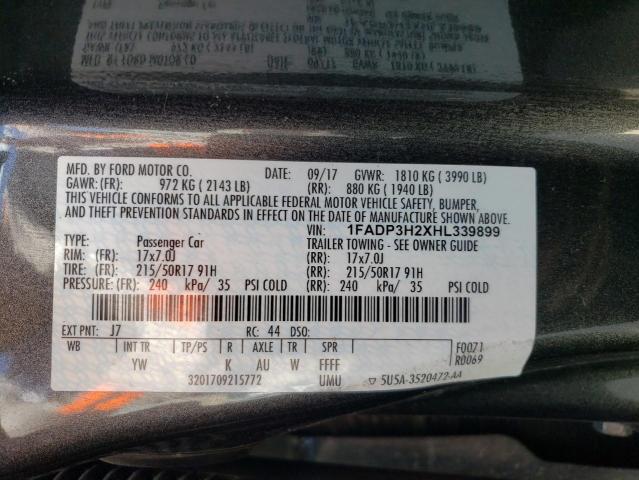 MFD. BY FORD MOTOR CO. DATE: 09/17 GVWR: 1810 KG ( 3990 LB)
GAWR: (FR): 972 KG ( 2143 LB) (RR): 880 KG ( 1940 LB)
THIS VEHICLE CONFORMS TO ALL APPLICABLE FEDERAL MOTOR VEHICLE SAFETY, BUMPER,
AND THEFT PREVENTION STANDARDS IN EFFECT ON THE DATE OF MANUFACTURE SHOWN ABOVE.
VIN: 1FADP3H2XHL339899
TYPE: Passenger Car TRAILER TOWING - SEE OWNER GUIDE
RIM: (FR): 17x7.0J (RR): 17x7.0J
TIRE: (FR): 215/50R17 91H (RR): 215/50R17 91H
PRESSURE: (FR): 240 kPa/ 35 PSI COLD (RR): 240 kPa/ 35 PSI COLD
EXT PNT: J7 RC: 44 DSO:
WB INT TR TP/PS R AXLE TR SPR F0071
YW K AU W FFFF R0069
3201709215772 UMU 5U5A-3520472-AA